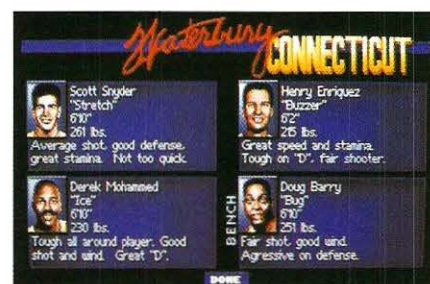 Waterbury
CONNECTICUT
Scott Snyder
"Stretch"
6'10"
261 lbs.
Average shot, good defense,
great stamina. Not too quick.
Henry Enriquez
"Buzzer"
6'2"
215 lbs.
Great speed and stamina.
Tough on "D", fair shooter.
Derek Mohammed
"Ice"
6'10"
230 lbs.
Tough all around player. Good
shot and wind. Great "D".
BENCH
Doug Barry
"Bug"
6'10"
251 lbs.
Fair shot, good wind.
Agressive on defense.
DONE